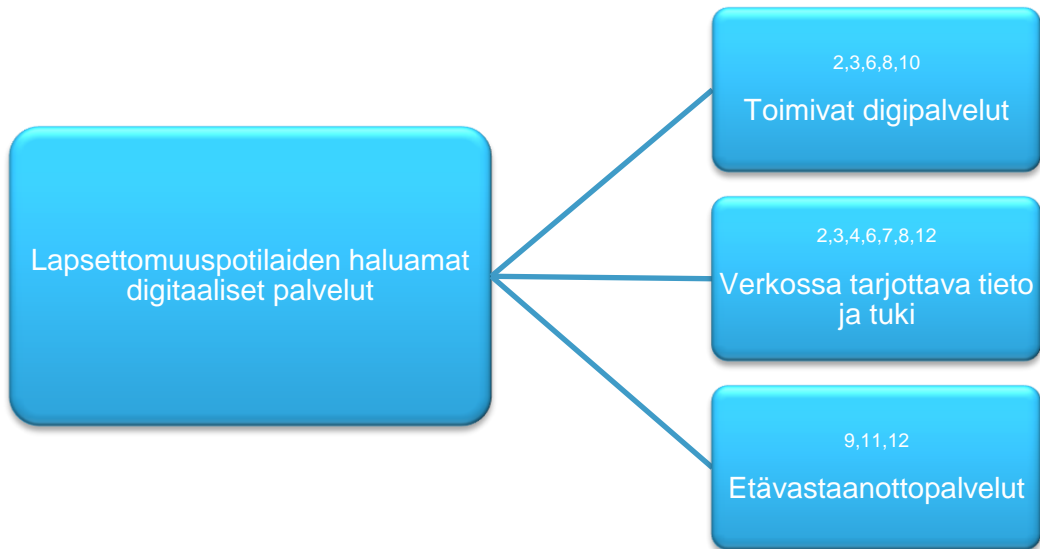 Lapsettomuuspotilaiden haluamat
digitaaliset palvelut
2,3,6,8,10
Toimivat digipalvelut
2,3,4,6,7,8,12
Verkossa tarjottava tieto
ja tuki
9,11,12
Etävastaanottopalvelut